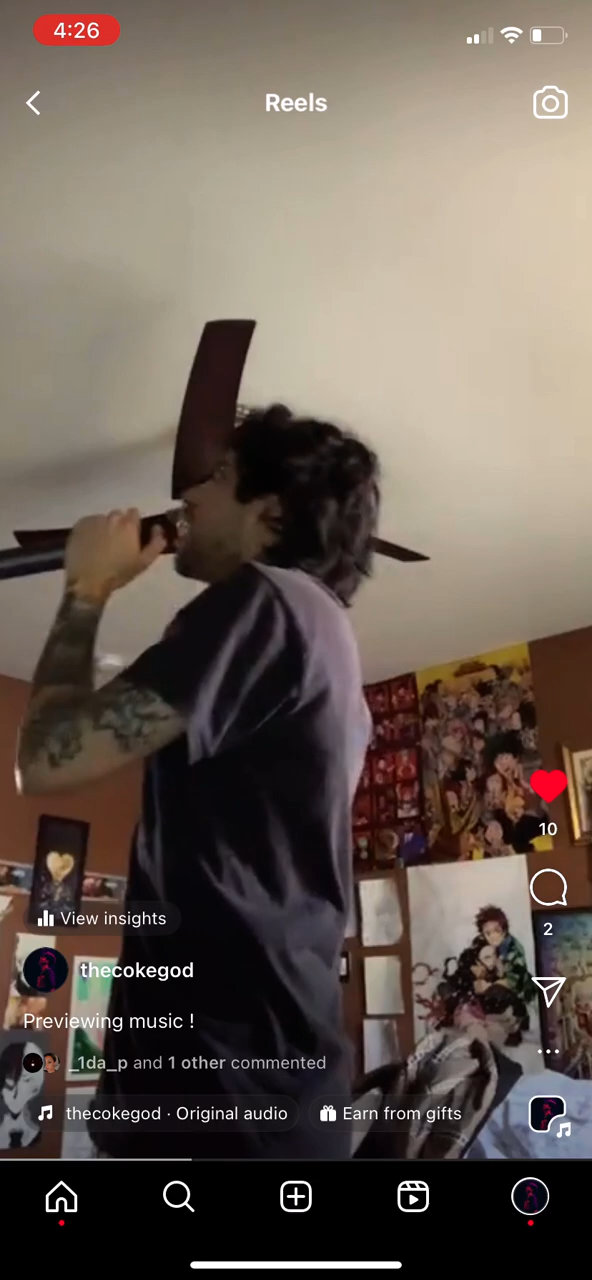 4:26
Reels
10
View insights
2
thecokegod
Previewing music !
_1da_p and 1 other commented
thecokegod · Original audio
Earn from gifts